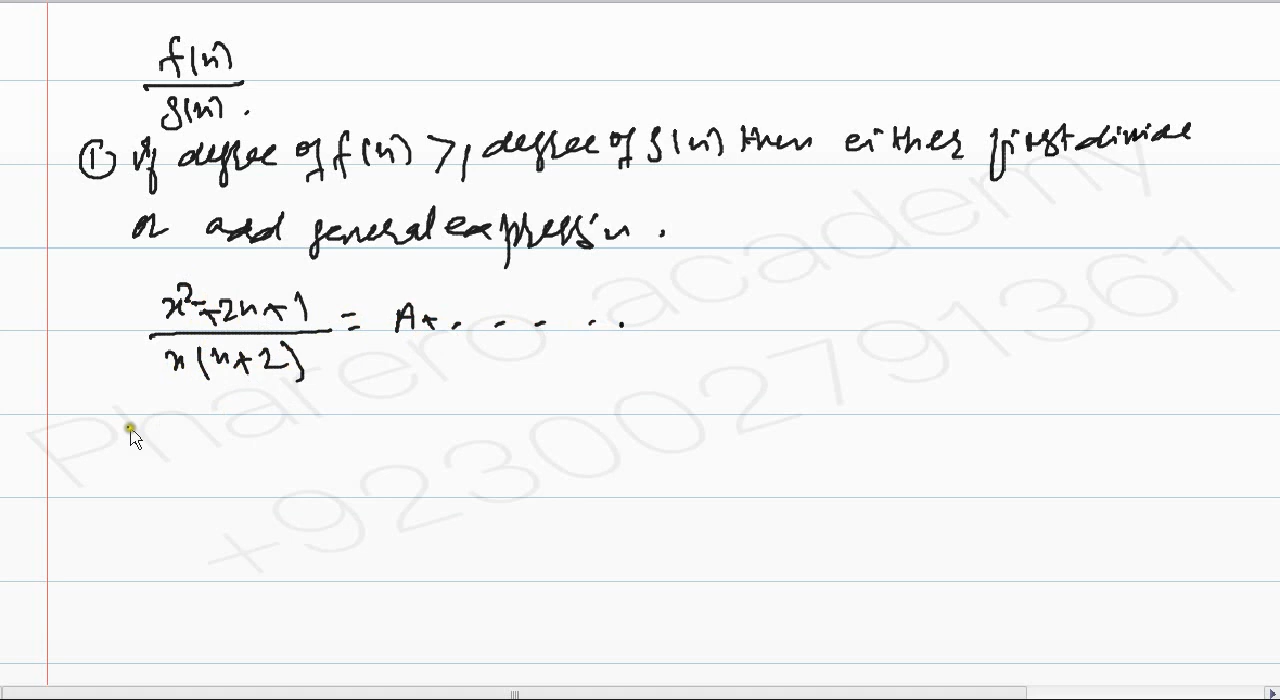 f(x)
g(x).
① if degree of f(x) ⩾ degree of g(x) then either first divide
or add general expression.
x²+2x+1
x(x+2)
= A+ . - - - . .
Pharero academy
+923002791361